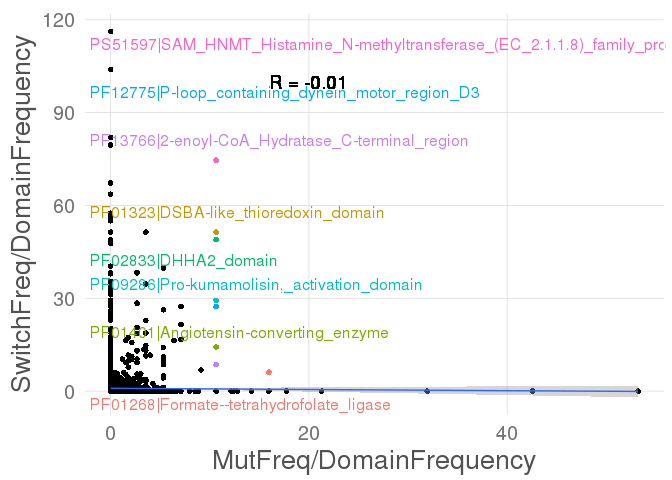 120
PS51597|SAM_HNMT_Histamine_N-methyltransferase_(EC_2.1.1.8)_family_pro
R = -0.01
90
PF12775|P-loop_containing_dynein_motor_region_D3
PF13766|2-enoyl-CoA_Hydratase_C-terminal_region
60
PF01323|DSBA-like_thioredoxin_domain
PF02833|DHHA2_domain
PF09286|Pro-kumamolisin._activation_domain
30
PF01401|Angiotensin-converting_enzyme
0
PF01268|Formate--tetrahydrofolate_ligase
0 20 40
MutFreq/DomainFrequency
SwitchFreq/DomainFrequency